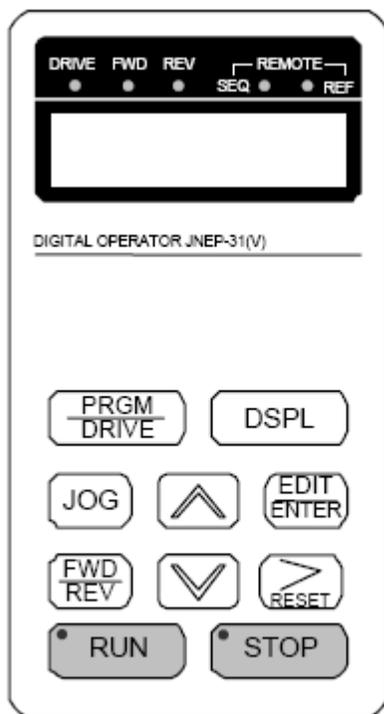 DRIVE FWD REV REMOTE
SEQ REF
DIGITAL OPERATOR JNEP-31(V)
PRGM
DRIVE
DSPL
JOG
EDIT
ENTER
FWD
REV
RESET
RUN
STOP